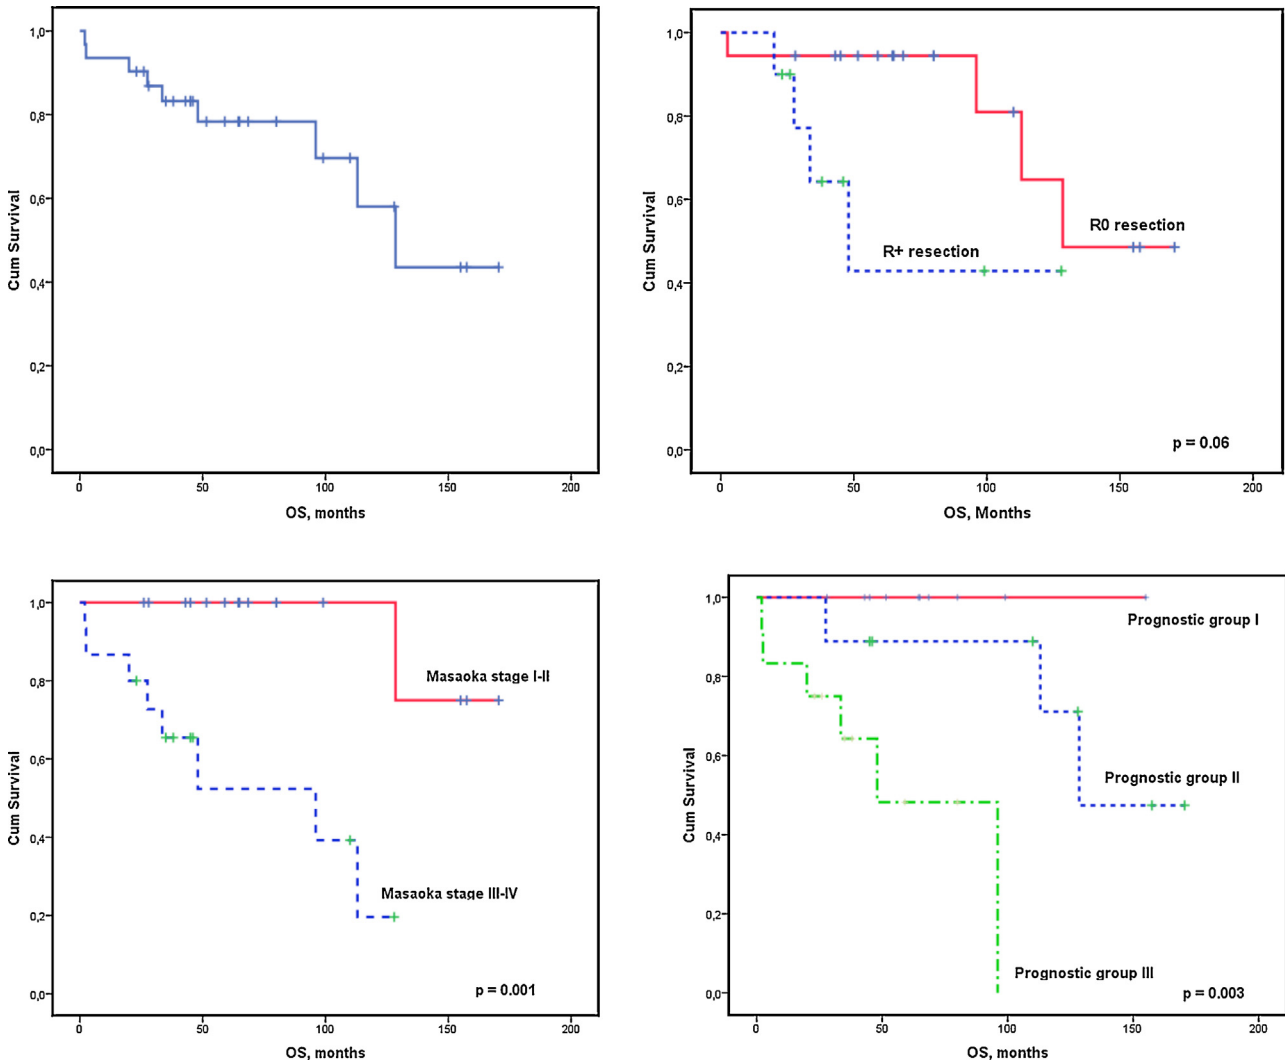 1,0
0,8
0,6
0,4
0,2
0,0
Cum Survival
0 50 100 150 200
OS, months
1,0
0,8
0,6
0,4
0,2
0,0
Cum Survival
R0 resection
R+ resection
p = 0.06
0 50 100 150 200
OS, Months
1,0
0,8
0,6
0,4
0,2
0,0
Cum Survival
Masaoka stage I-II
Masaoka stage III-IV
p = 0.001
0 50 100 150 200
OS, months
1,0
0,8
0,6
0,4
0,2
0,0
Cum Survival
Prognostic group I
Prognostic group II
Prognostic group III
p = 0.003
0 50 100 150 200
OS, months